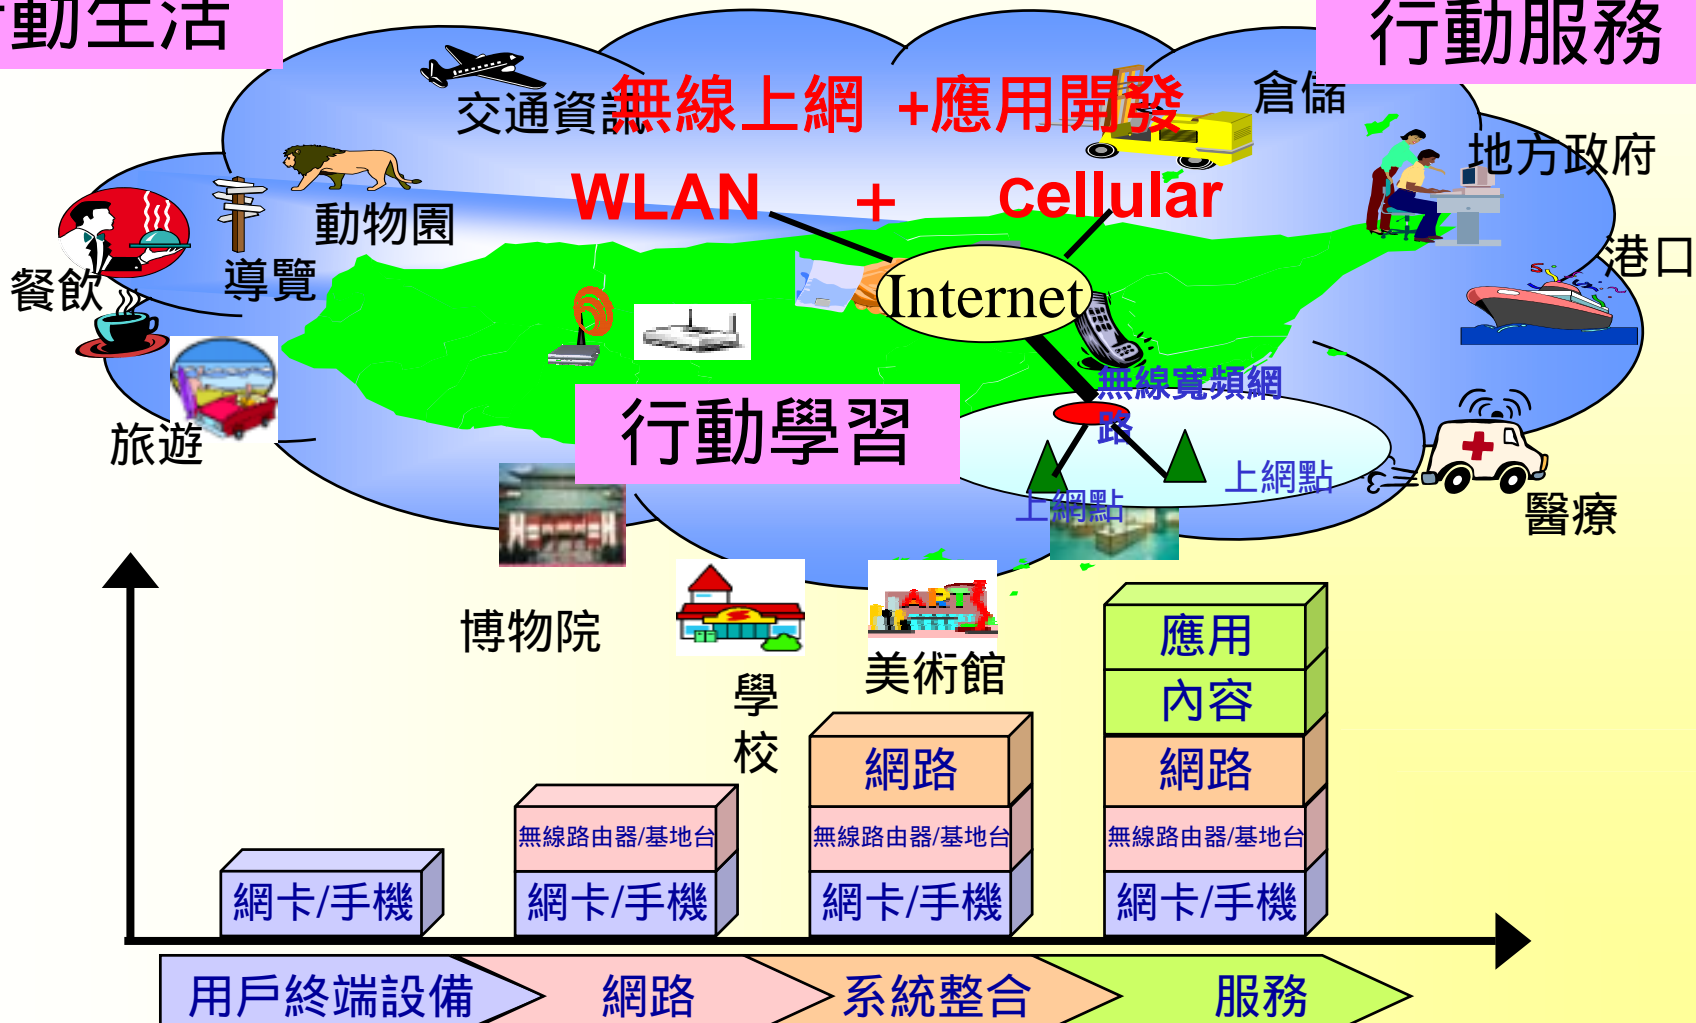 動生活
行動服務
交通資訊
無線上網 +應用開發
倉儲
地方政府
WLAN + Cellular
動物園
導覽
餐飲
港口
Internet
無線寬頻網
路
旅遊
行動學習
上網點
上網點
醫療
博物院
ART
學
校
美術館
應用
內容
網路
網路
無線路由器/基地台
無線路由器/基地台
無線路由器/基地台
網卡/手機
網卡/手機
網卡/手機
網卡/手機
用戶終端設備
網路
系統整合
服務